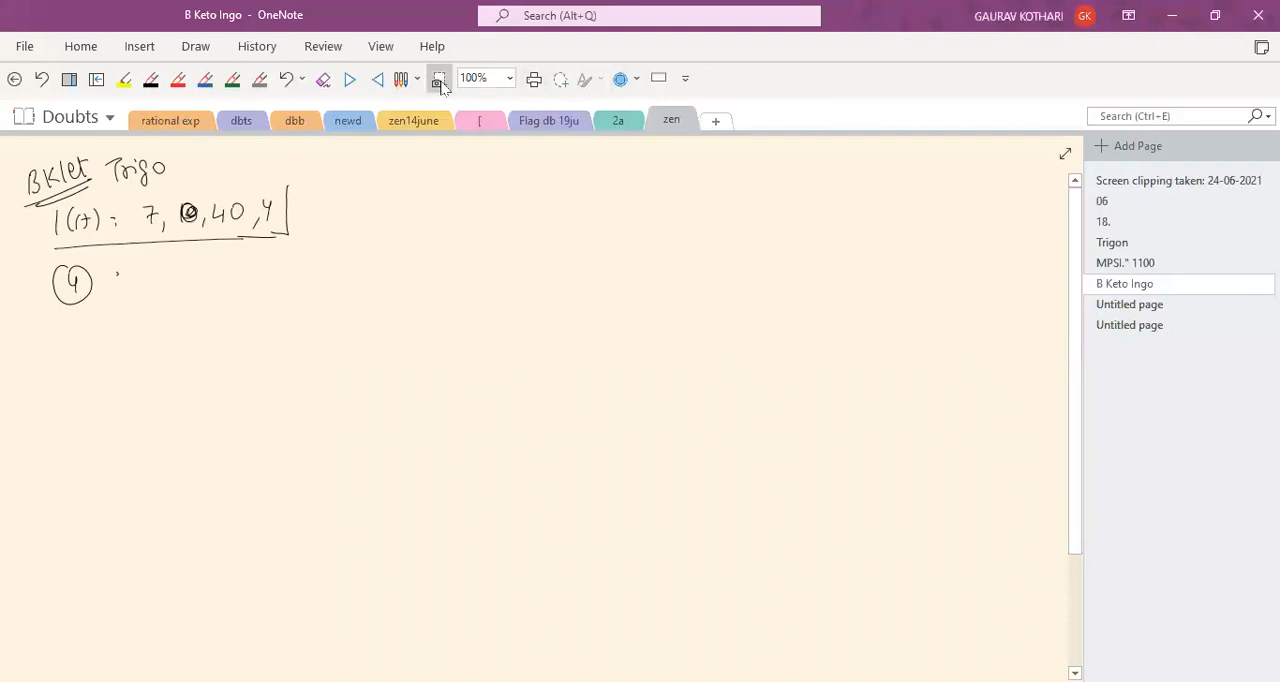 B Keto Ingo - OneNote
Search (Alt+Q)
GAURAV KOTHARI
GK
File Home Insert Draw History Review View Help
100%
Doubts
rational exp
dbts
dbb
newd
zen14june
[
Flag db 19ju
2a
zen
Search (Ctrl+E)
Add Page
Screen clipping taken: 24-06-2021
06
18.
Trigon
MPSI." 1100
B Keto Ingo
Untitled page
Untitled page
BKlet Trigo
7, , 40, 4
4